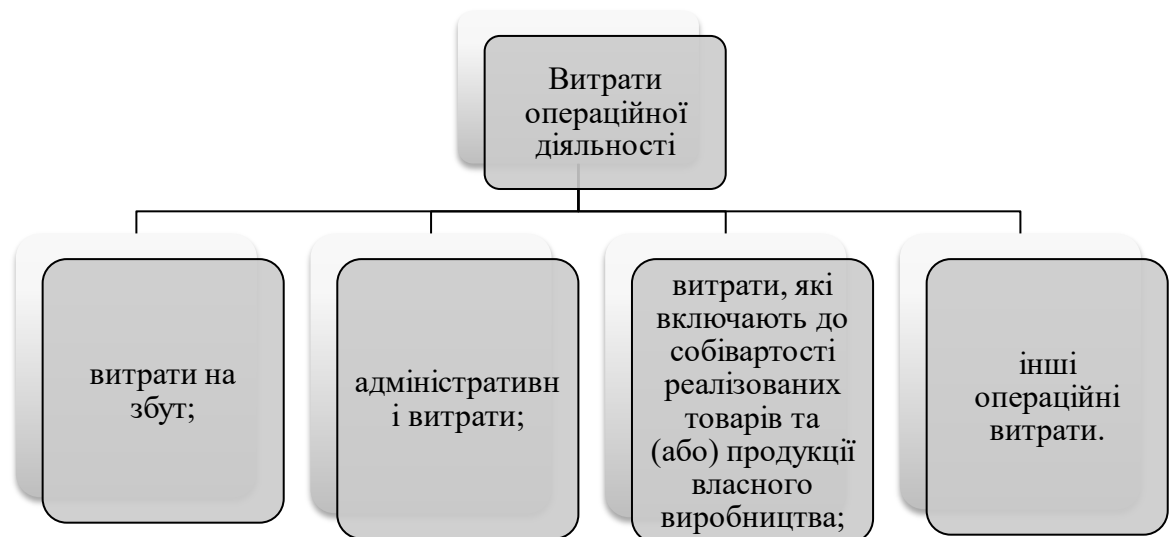 Витрати
операційної
діяльності
витрати на
збут;
адміністративн
і витрати;
витрати, які
включають до
собівартості
реалізованих
товарів та
(або) продукції
власного
виробництва;
інші
операційні
витрати.